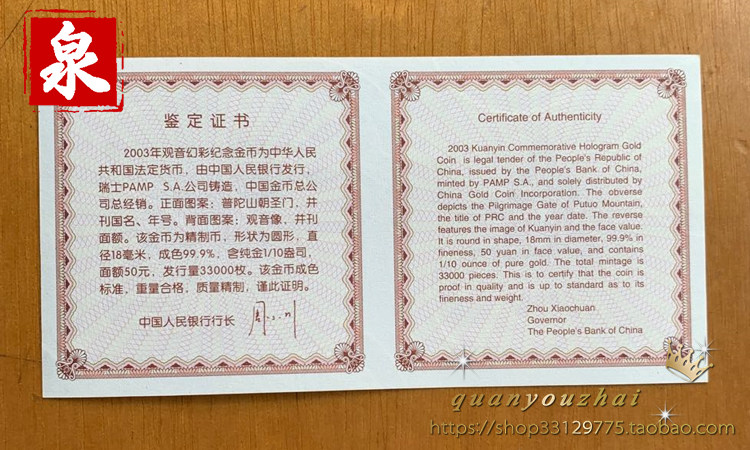 泉
鉴定证书
2003年观音幻彩纪念金币为中华人民
共和国法定货币，由中国人民银行发行，
瑞士PAMP S.A.公司铸造，中国金币总公
司总经销。正面图案：普陀山朝圣门，并
刊国名、年号。背面图案：观音像，并刊
面额。该金币为精制币，形状为圆形，直
径18毫米，成色99.9%，含纯金1/10盎司，
面额50元，发行量33000枚。该金币成色
标准，重量合格，质量精制，谨此证明。
中国人民银行行长
Certificate of Authenticity
2003 Kuanyin Commemorative Hologram Gold
Coin is legal tender of the People's Republic of
China, issued by the People's Bank of China,
minted by PAMP S.A., and solely distributed by
China Gold Coin Incorporation. The obverse
depicts the Pilgrimage Gate of Putuo Mountain,
the title of PRC and the year date. The reverse
features the image of Kuanyin and the face value.
It is round in shape, 18mm in diameter, 99.9% in
fineness, 50 yuan in face value, and contains
1/10 ounce of pure gold. The total mintage is
33000 pieces. This is to certify that the coin is
proof in quality and is up to standard as to its
fineness and weight.
Zhou Xiaochuan
Governor
The People's Bank of China
quanyouzhai
https://shop33129775.taobao.com